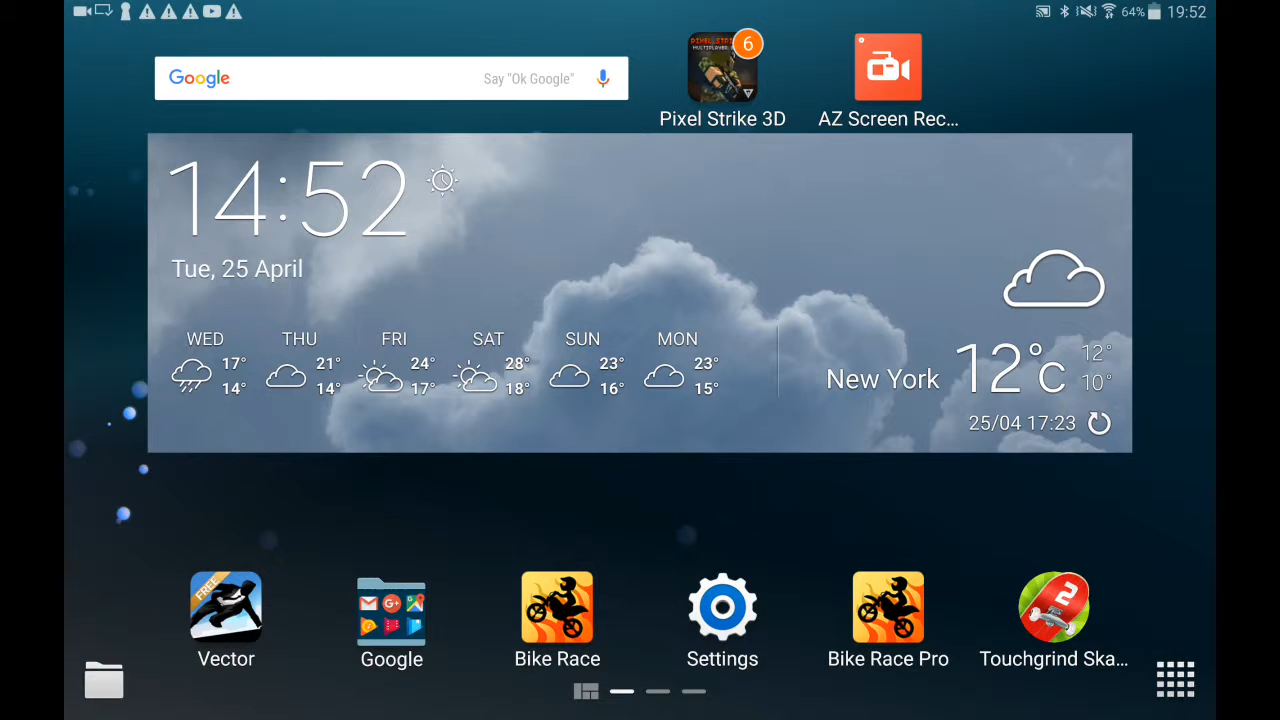 64% 19:52
Google Say "Ok Google"
6
Pixel Strike 3D AZ Screen Rec...
14:52
Tue, 25 April
WED THU FRI SAT SUN MON
17° 21° 24° 28° 23° 23°
14° 14° 17° 18° 16° 15°
New York 12°C 12° 10°
25/04 17:23
FREE 2
Vector Google Bike Race Settings Bike Race Pro Touchgrind Ska...